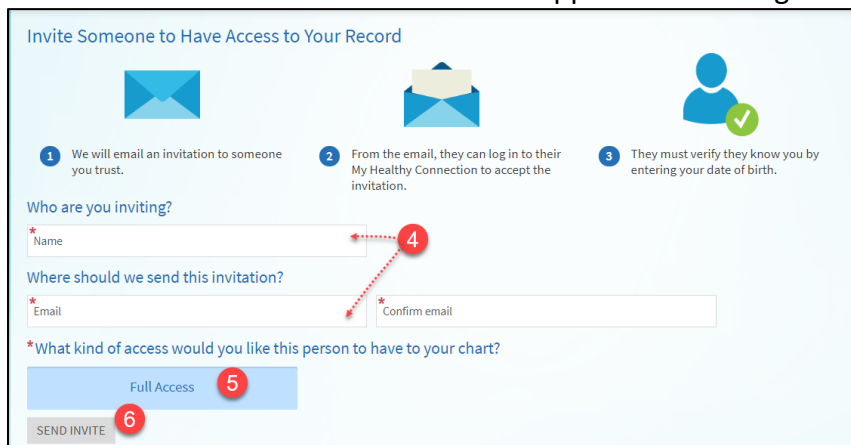 Invite Someone to Have Access to Your Record
1 We will email an invitation to someone
you trust.
2 From the email, they can log in to their
My Healthy Connection to accept the
invitation.
3 They must verify they know you by
entering your date of birth.
Who are you inviting?
*Name
4
Where should we send this invitation?
*Email
*Confirm email
*What kind of access would you like this person to have to your chart?
Full Access 5
SEND INVITE 6